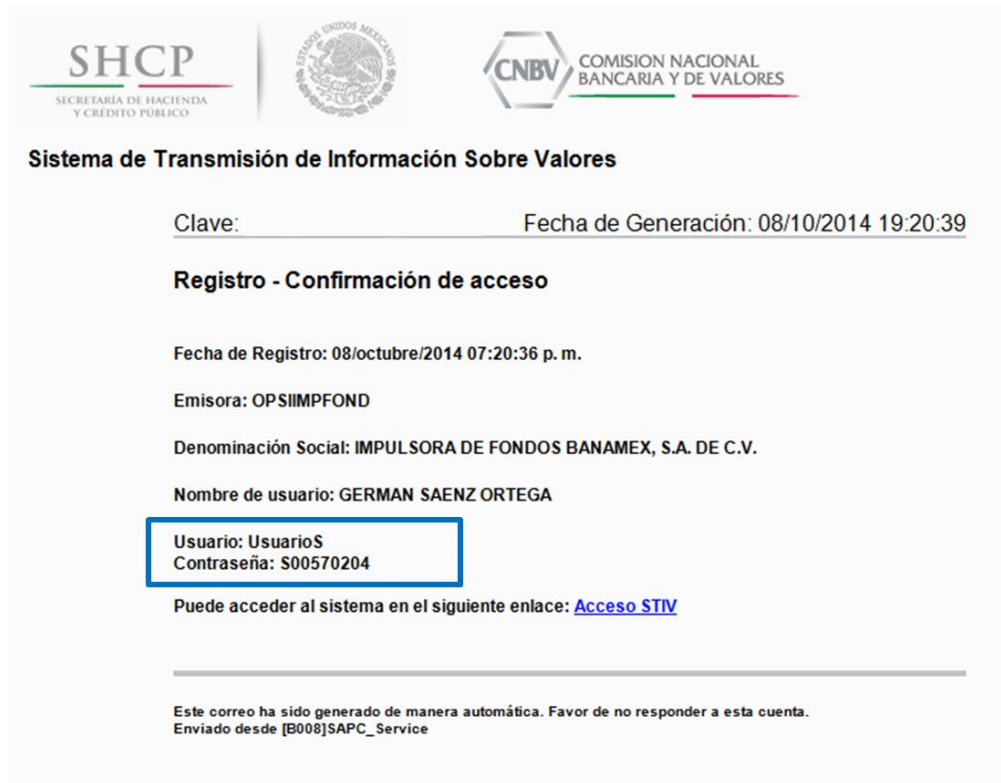 SHCP
SECRETARÍA DE HACIENDA
Y CRÉDITO PÚBLICO
ESTADOS UNIDOS MEXICANOS
CNBV
COMISION NACIONAL
BANCARIA Y DE VALORES
Sistema de Transmisión de Información Sobre Valores
Clave: Fecha de Generación: 08/10/2014 19:20:39
Registro - Confirmación de acceso
Fecha de Registro: 08/octubre/2014 07:20:36 p. m.
Emisora: OPSIIMPFOND
Denominación Social: IMPULSORA DE FONDOS BANAMEX, S.A. DE C.V.
Nombre de usuario: GERMAN SAENZ ORTEGA
Usuario: UsuarioS
Contraseña: S00570204
Puede acceder al sistema en el siguiente enlace: Acceso STIV
Este correo ha sido generado de manera automática. Favor de no responder a esta cuenta.
Enviado desde [B008]SAPC_Service